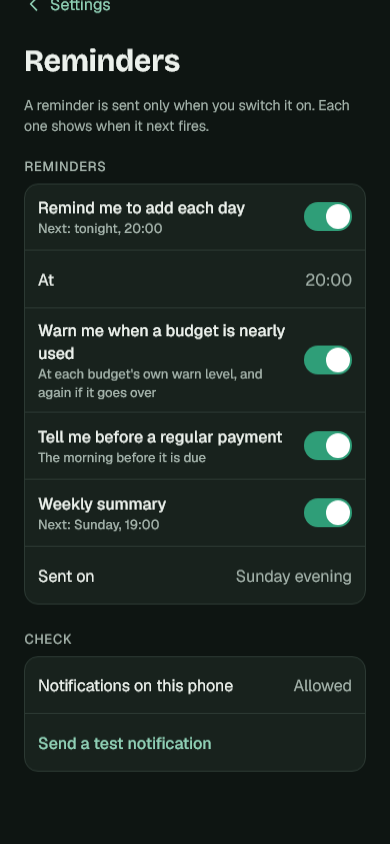 Settings
Reminders
A reminder is sent only when you switch it on. Each
one shows when it next fires.
REMINDERS
Remind me to add each day
Next: tonight, 20:00
At
20:00
Warn me when a budget is nearly
used
At each budget's own warn level, and
again if it goes over
Tell me before a regular payment
The morning before it is due
Weekly summary
Next: Sunday, 19:00
Sent on
Sunday evening
CHECK
Notifications on this phone
Allowed
Send a test notification